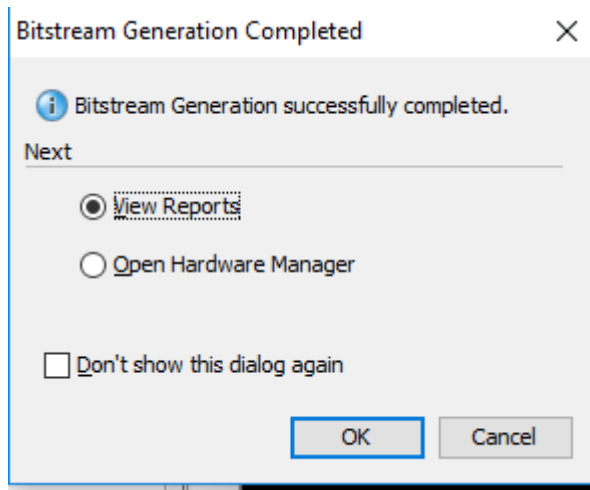 Bitstream Generation Completed
Bitstream Generation successfully completed.
Next
View Reports
Open Hardware Manager
Don't show this dialog again
OK Cancel